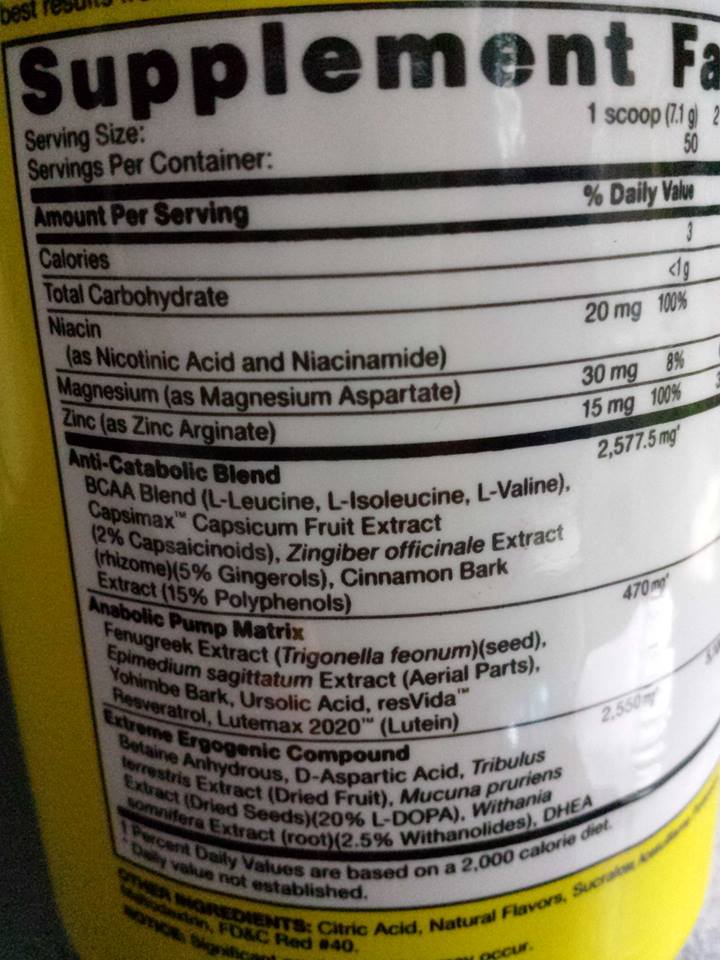 best results
Supplement Fa
Serving Size: 1 scoop (7.1 g) 2
Servings Per Container: 50
Amount Per Serving % Daily Value
Calories 3
Total Carbohydrate <1g
Niacin 20 mg 100%
(as Nicotinic Acid and Niacinamide)
Magnesium (as Magnesium Aspartate) 30 mg 8%
Zinc (as Zinc Arginate) 15 mg 100%
Anti-Catabolic Blend 2,577.5 mg*
BCAA Blend (L-Leucine, L-Isoleucine, L-Valine),
Capsimax™ Capsicum Fruit Extract
(2% Capsaicinoids), Zingiber officinale Extract
(rhizome)(5% Gingerols), Cinnamon Bark
Extract (15% Polyphenols)
Anabolic Pump Matrix 470 mg*
Fenugreek Extract (Trigonella feonum)(seed),
Epimedium sagittatum Extract (Aerial Parts),
Yohimbe Bark, Ursolic Acid, resVida™
Resveratrol, Lutemax 2020™ (Lutein)
Extreme Ergogenic Compound 2,550 mg*
Betaine Anhydrous, D-Aspartic Acid, Tribulus
terrestris Extract (Dried Fruit), Mucuna pruriens
Extract (Dried Seeds)(20% L-DOPA), Withania
somnifera Extract (root)(2.5% Withanolides), DHEA
† Percent Daily Values are based on a 2,000 calorie diet.
* Daily value not established.
OTHER INGREDIENTS: Citric Acid, Natural Flavors, Sucralose,
Maltodextrin, FD&C Red #40.
NOTICE: Significant occur.